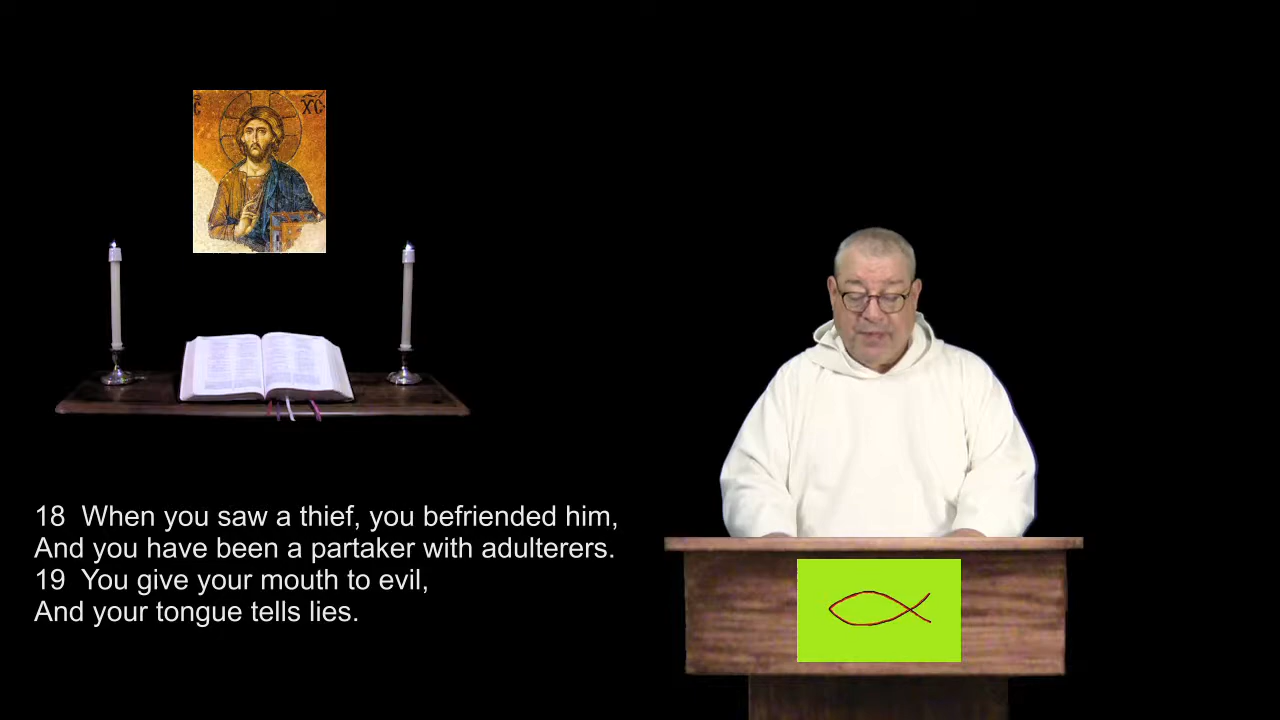 C
XC
18 When you saw a thief, you befriended him,
And you have been a partaker with adulterers.
19 You give your mouth to evil,
And your tongue tells lies.